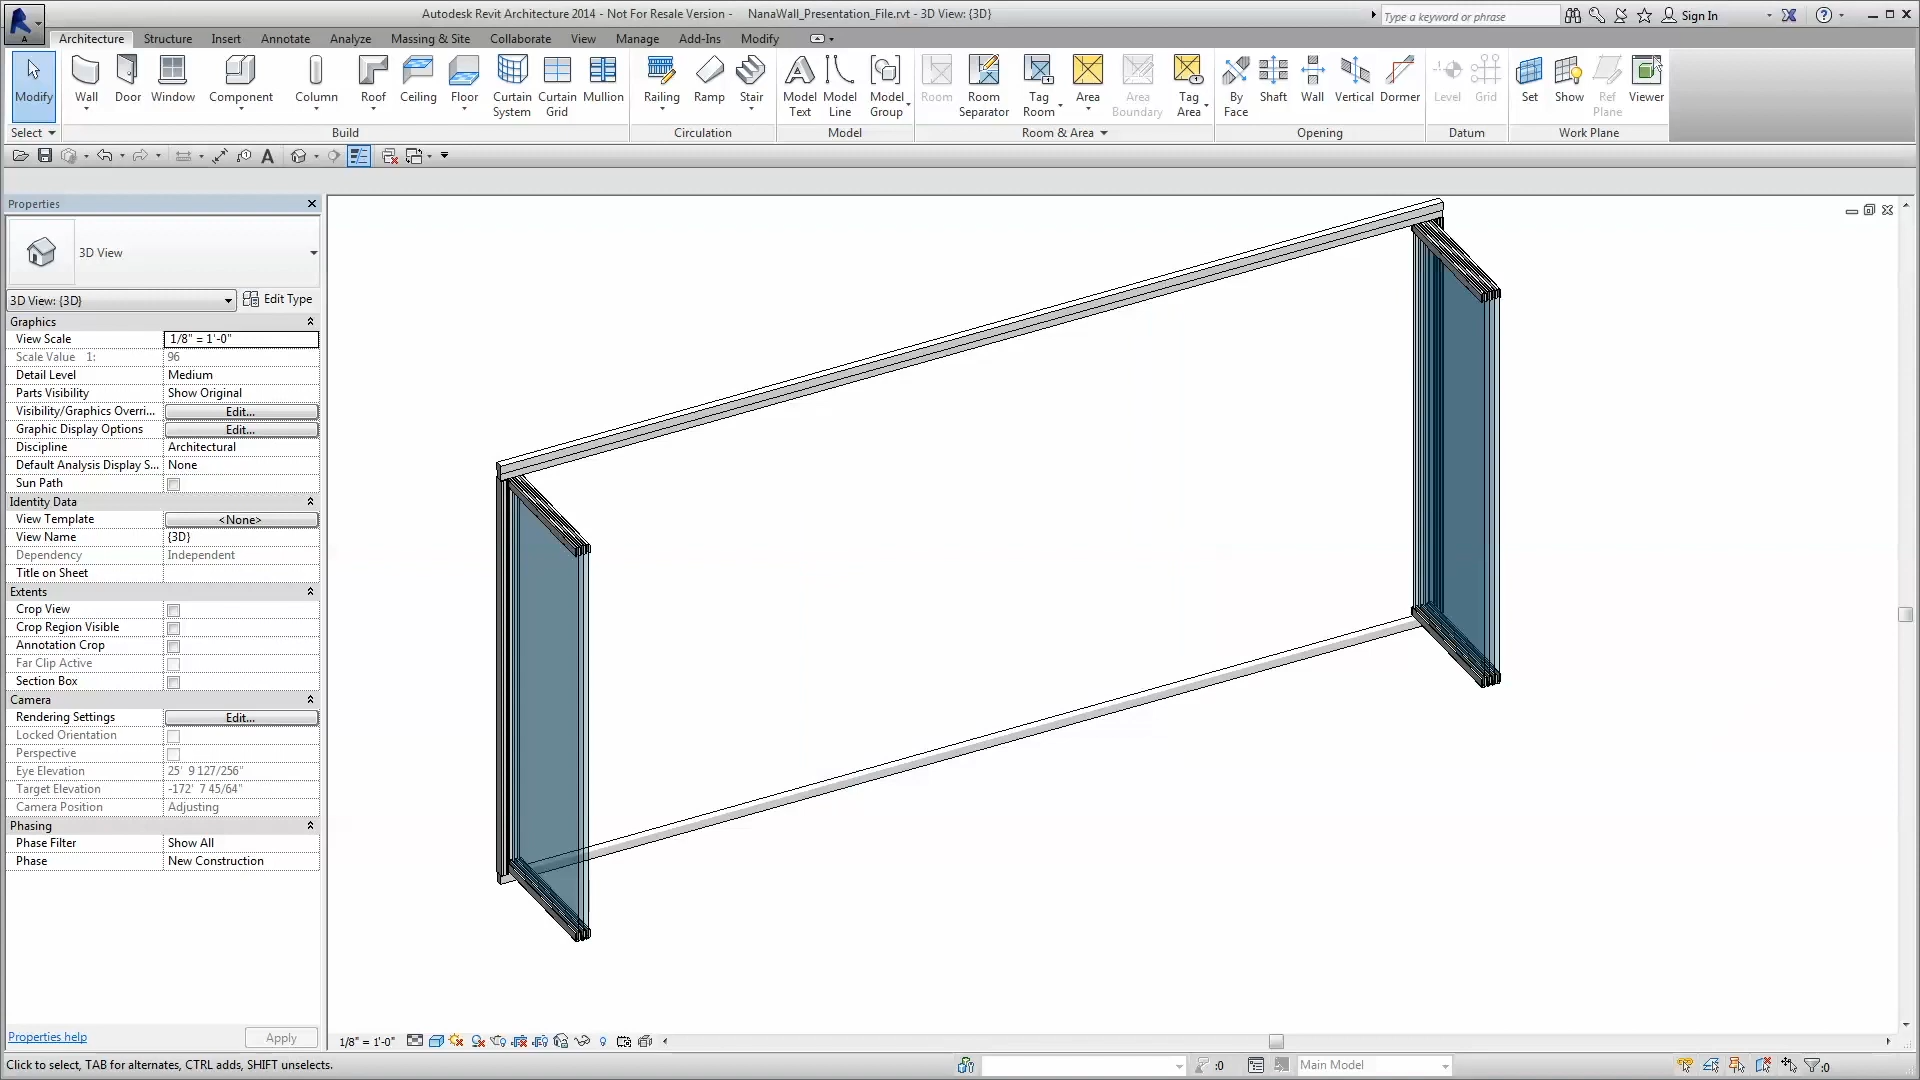 Autodesk Revit Architecture 2014 - Not For Resale Version - NanaWall_Presentation_File.rvt - 3D View: {3D}
Type a keyword or phrase
Sign In
Architecture Structure Insert Annotate Analyze Massing & Site Collaborate View Manage Add-Ins Modify
Modify Wall Door Window Component Column Roof Ceiling Floor Curtain System Curtain Grid Mullion Railing Ramp Stair Model Text Model Line Model Group Room Room Separator Tag Room Area Area Boundary Tag Area By Face Shaft Wall Vertical Dormer Level Grid Set Show Ref Plane Viewer
Select Build Circulation Model Room & Area Opening Datum Work Plane
Properties
3D View
3D View: {3D} Edit Type
Graphics
View Scale 1/8" = 1'-0"
Scale Value 1: 96
Detail Level Medium
Parts Visibility Show Original
Visibility/Graphics Overri... Edit...
Graphic Display Options Edit...
Discipline Architectural
Default Analysis Display S... None
Sun Path
Identity Data
View Template <None>
View Name {3D}
Dependency Independent
Title on Sheet
Extents
Crop View
Crop Region Visible
Annotation Crop
Far Clip Active
Section Box
Camera
Rendering Settings Edit...
Locked Orientation
Perspective
Eye Elevation 25' 9 127/256"
Target Elevation -172' 7 45/64"
Camera Position Adjusting
Phasing
Phase Filter Show All
Phase New Construction
Properties help Apply
1/8" = 1'-0"
Click to select, TAB for alternates, CTRL adds, SHIFT unselects.
:0 Main Model :0